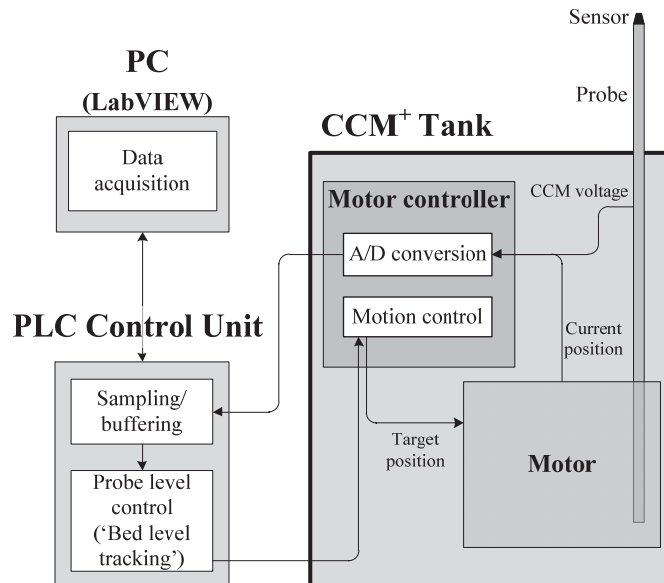 Sensor
PC
(LabVIEW)
Probe
CCM⁺ Tank
Data
acquisition
Motor controller
CCM voltage
A/D conversion
PLC Control Unit
Motion control
Current
position
Sampling/
buffering
Target
position
Motor
Probe level
control
(‘Bed level
tracking’)